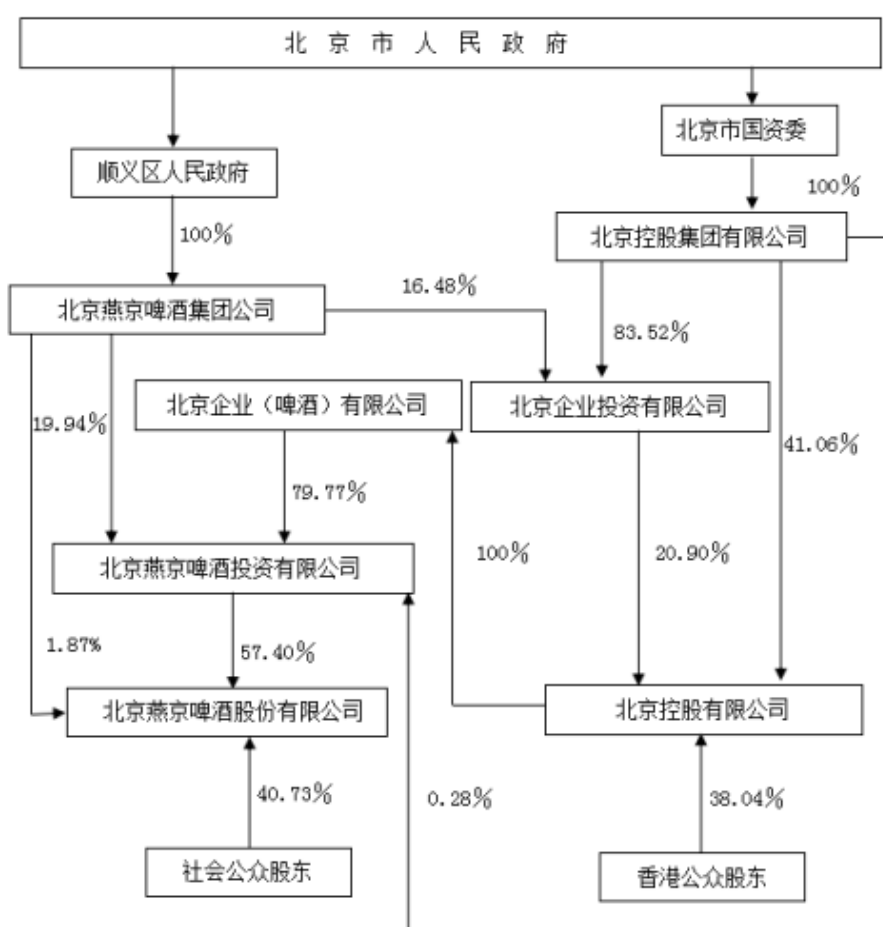 北京市人民政府
北京市国资委
顺义区人民政府
100%
100%
北京控股集团有限公司
北京燕京啤酒集团公司
16.48%
83.52%
北京企业（啤酒）有限公司
北京企业投资有限公司
19.94%
41.06%
79.77%
100%
20.90%
北京燕京啤酒投资有限公司
1.87%
57.40%
北京燕京啤酒股份有限公司
北京控股有限公司
40.73%
0.28%
38.04%
社会公众股东
香港公众股东